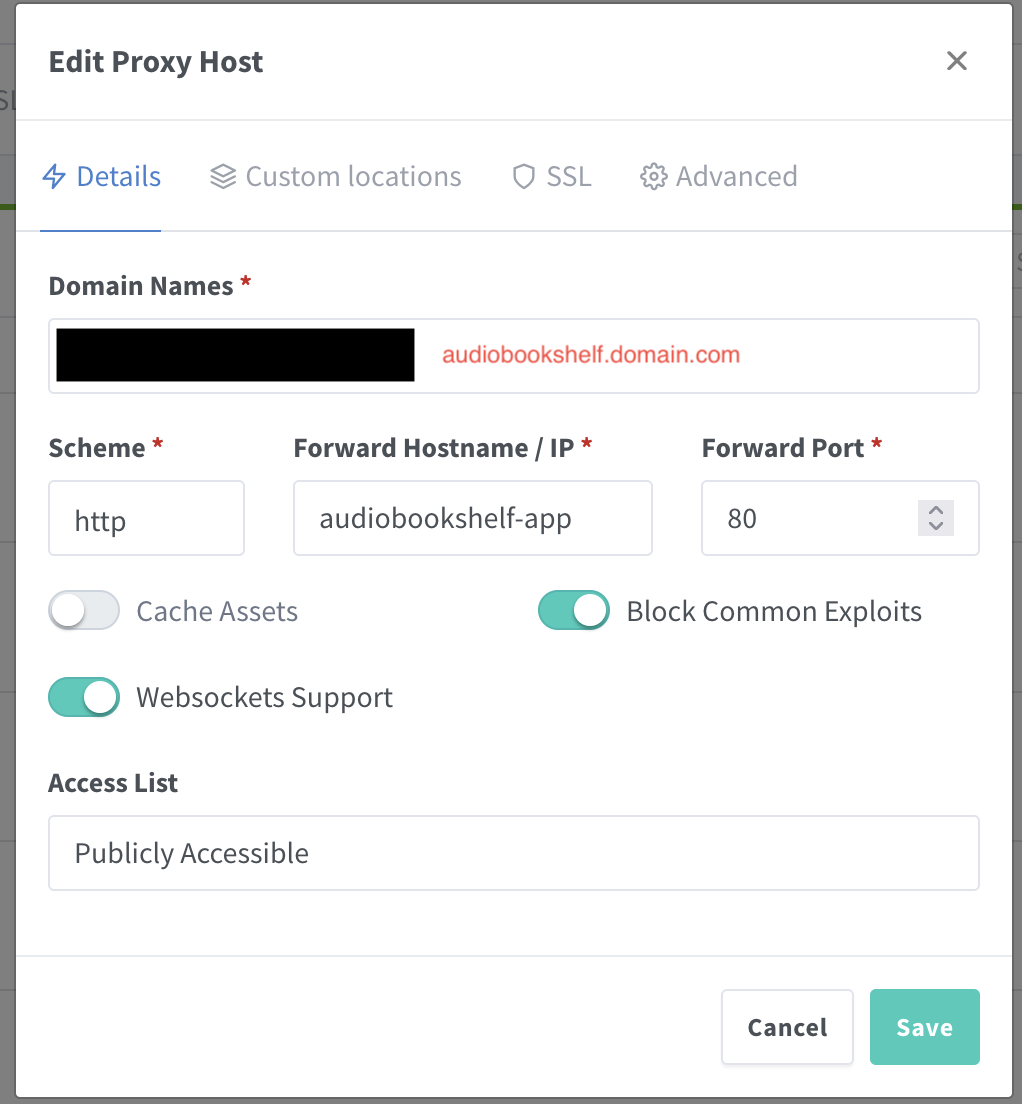 Edit Proxy Host
Details Custom locations SSL Advanced
Domain Names *
audiobookshelf.domain.com
Scheme * Forward Hostname / IP * Forward Port *
http audiobookshelf-app 80
Cache Assets Block Common Exploits
Websockets Support
Access List
Publicly Accessible
Cancel Save